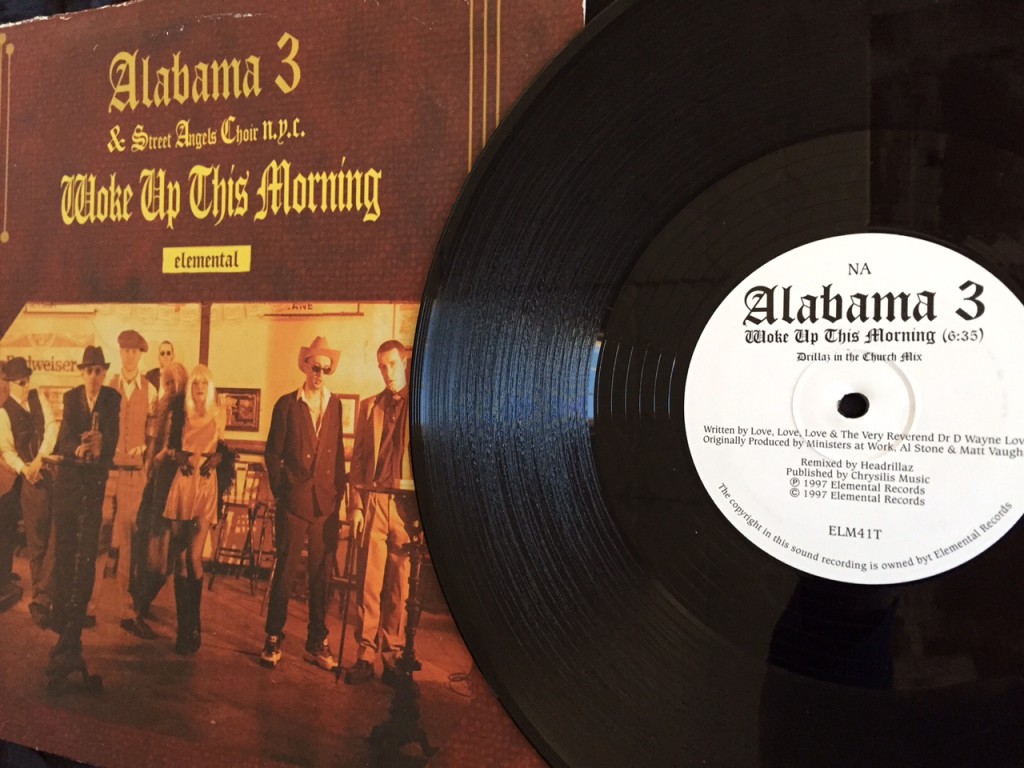 Alabama 3
& Street Angels Choir n.y.c.
Woke Up This Morning
elemental
dweiser
ANE
NA
Alabama 3
Woke Up This Morning (6:35)
Drillaz in the Church Mix
Written by Love, Love, Love & The Very Reverend Dr D Wayne Lov
Originally Produced by Ministers at Work, Al Stone & Matt Vaugh
Remixed by Headrillaz
Published by Chrysilis Music
℗ 1997 Elemental Records
© 1997 Elemental Records
ELM41T
The copyright in this sound recording is owned byt Elemental Records